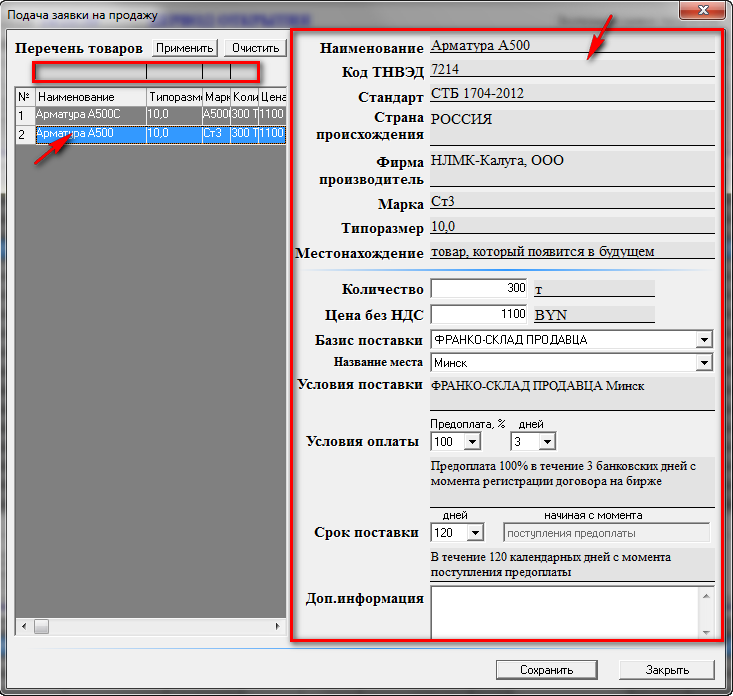 Подача заявки на продажу
Перечень товаров Применить Очистить
№ Наименование Типоразм Марк Коли Цена
1 Арматура А500С 10,0 А500 300 Т 1100
2 Арматура А500 10,0 Ст3 300 Т 1100
Наименование Арматура А500
Код ТНВЭД 7214
Стандарт СТБ 1704-2012
Страна РОССИЯ
происхождения
Фирма НЛМК-Калуга, ООО
производитель
Марка Ст3
Типоразмер 10,0
Местонахождение товар, который появится в будущем
Количество 300 т
Цена без НДС 1100 BYN
Базис поставки ФРАНКО-СКЛАД ПРОДАВЦА
Название места Минск
Условия поставки ФРАНКО-СКЛАД ПРОДАВЦА Минск
Предоплата, % дней
Условия оплаты 100 3
Предоплата 100% в течение 3 банковских дней с
момента регистрации договора на бирже
дней начиная с момента
Срок поставки 120 поступления предоплаты
В течение 120 календарных дней с момента
поступления предоплаты
Доп.информация
Сохранить Закрыть